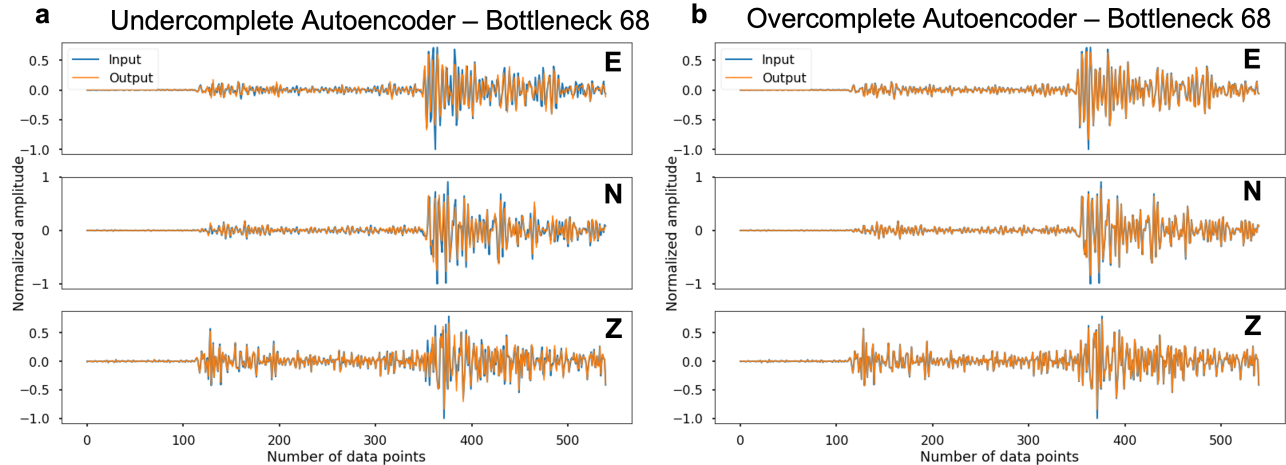 a
Undercomplete Autoencoder – Bottleneck 68
Input
Output
E
0.5
0.0
−0.5
−1.0
N
1
0
−1
Z
0.5
0.0
−0.5
−1.0
0 100 200 300 400 500
Normalized amplitude
Number of data points
b
Overcomplete Autoencoder – Bottleneck 68
Input
Output
E
0.5
0.0
−0.5
−1.0
N
1
0
−1
Z
0.5
0.0
−0.5
−1.0
0 100 200 300 400 500
Normalized amplitude
Number of data points